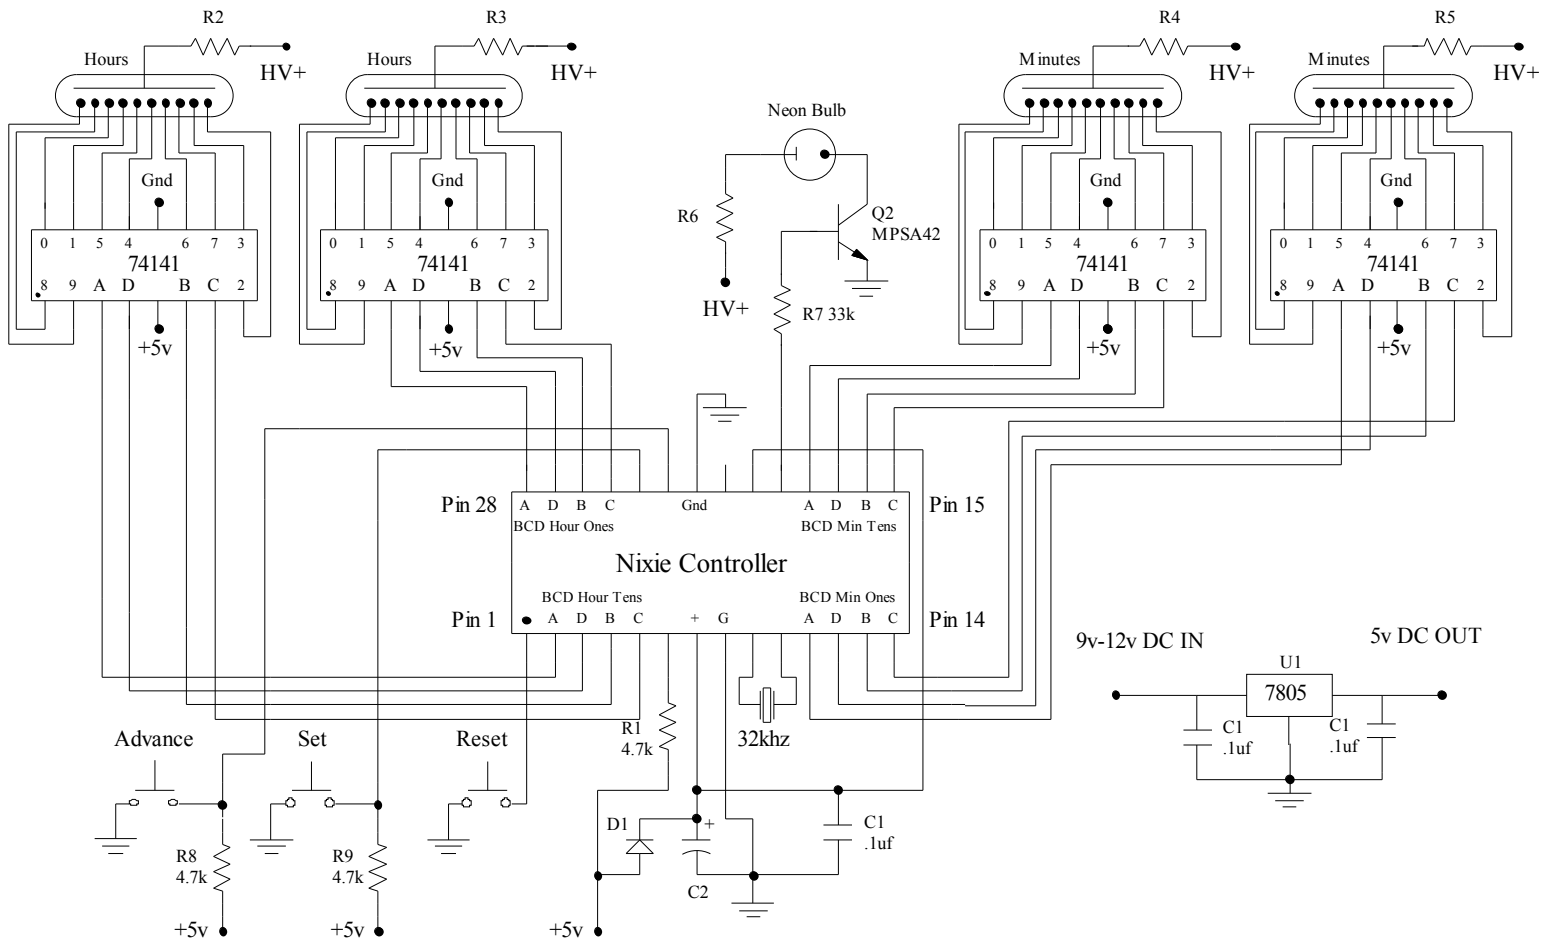 R2
R3
R4
R5
Hours
HV+
Hours
HV+
Minutes
HV+
Minutes
HV+
Neon Bulb
Gnd
Gnd
Gnd
Gnd
R6
Q2
MPSA42
0 1 5 4 6 7 3
74141
8 9 A D B C 2
0 1 5 4 6 7 3
74141
8 9 A D B C 2
0 1 5 4 6 7 3
74141
8 9 A D B C 2
0 1 5 4 6 7 3
74141
8 9 A D B C 2
HV+
R7 33k
+5v
+5v
+5v
+5v
Pin 28
A D B C Gnd A D B C
Pin 15
BCD Hour Ones
BCD Min Tens
Nixie Controller
BCD Hour Tens
BCD Min Ones
Pin 1
A D B C + G A D B C
Pin 14
9v-12v DC IN
5v DC OUT
U1
7805
C1
.1uf
C1
.1uf
Advance
Set
Reset
R1
4.7k
32khz
D1
+
C1
.1uf
R8
4.7k
R9
4.7k
C2
+5v
+5v
+5v